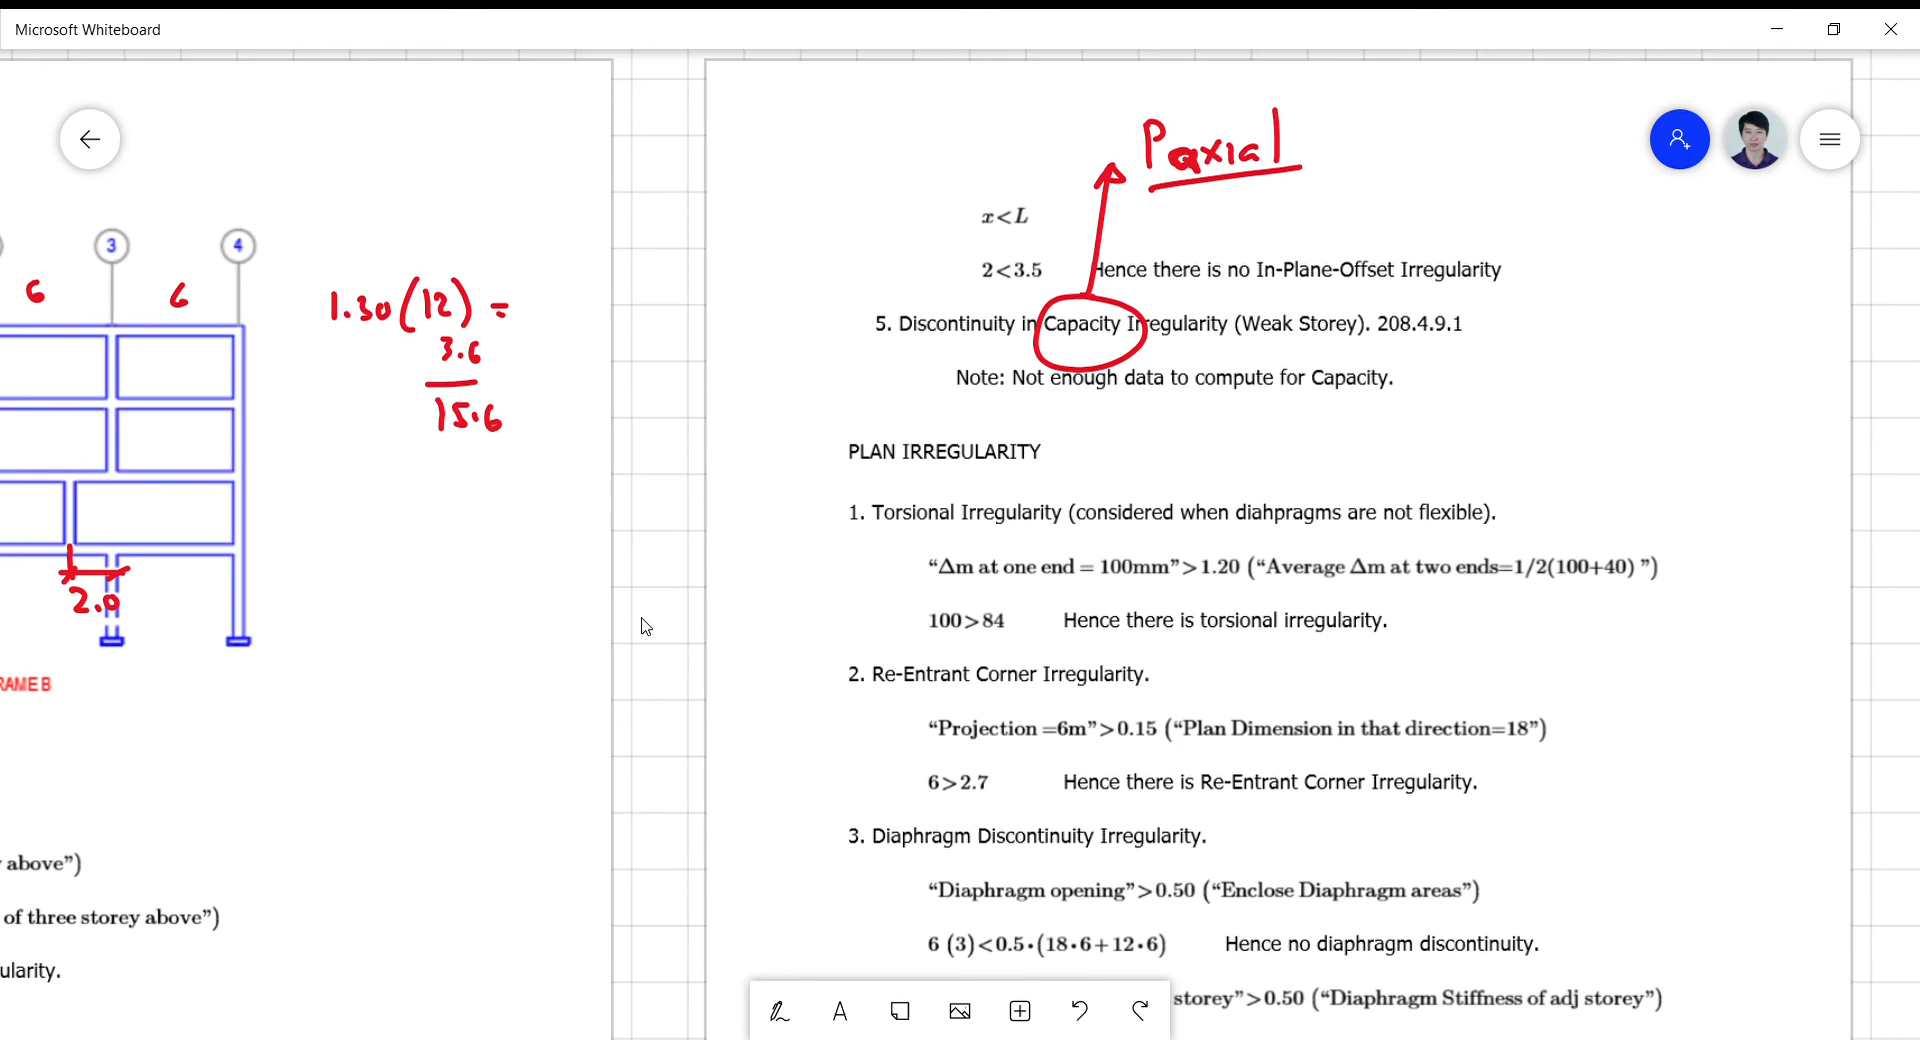 Microsoft Whiteboard
3
4
6
6
1.30(12) =
3.6
15.6
2.0
above”)
of three storey above”)
Paxial
x<L
2<3.5 Hence there is no In-Plane-Offset Irregularity
5. Discontinuity in Capacity Irregularity (Weak Storey). 208.4.9.1
Note: Not enough data to compute for Capacity.
PLAN IRREGULARITY
1. Torsional Irregularity (considered when diahpragms are not flexible).
“Δm at one end = 100mm”>1.20 (“Average Δm at two ends=1/2(100+40) ”)
100>84 Hence there is torsional irregularity.
2. Re-Entrant Corner Irregularity.
“Projection =6m”>0.15 (“Plan Dimension in that direction=18”)
6>2.7 Hence there is Re-Entrant Corner Irregularity.
3. Diaphragm Discontinuity Irregularity.
“Diaphragm opening”>0.50 (“Enclose Diaphragm areas”)
6 (3)<0.5•(18•6+12•6) Hence no diaphragm discontinuity.
storey”>0.50 (“Diaphragm Stiffness of adj storey”)